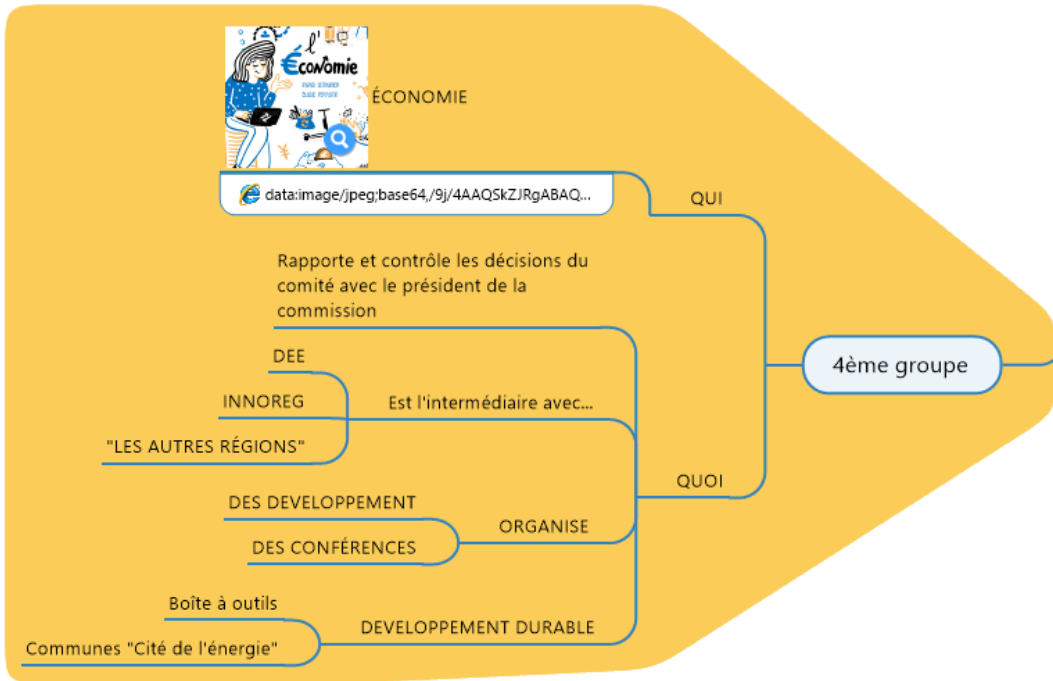 l'
Économie
ÉCONOMIE
data:image/jpeg;base64,/9j/4AAQSkZJRgABAQ...
QUI
Rapporte et contrôle les décisions du
comité avec le président de la
commission
DEE
INNOREG
"LES AUTRES RÉGIONS"
Est l'intermédiaire avec...
4ème groupe
QUOI
DES DEVELOPPEMENT
DES CONFÉRENCES
ORGANISE
Boîte à outils
Communes "Cité de l'énergie"
DEVELOPPEMENT DURABLE